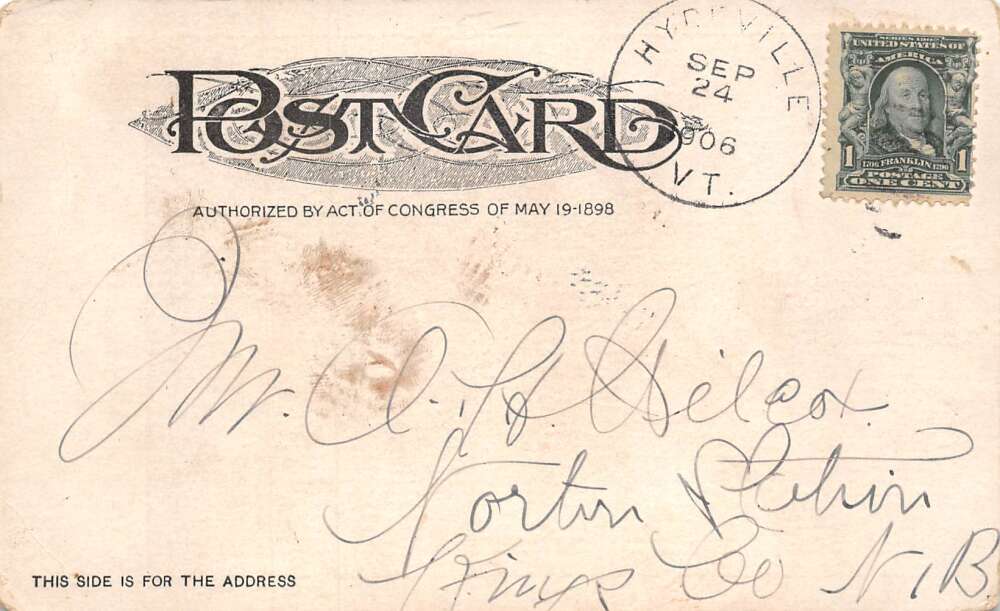 POSTCARD
AUTHORIZED BY ACT OF CONGRESS OF MAY 19-1898
HYDEVILLE
SEP
24
1906
VT.
SERIES 1902
UNITED STATES OF
AMERICA
1 1706 FRANKLIN 1790 1
POSTAGE
ONE CENT
Mr. A. H. Wilcox
Norton Station
Kings Co N, B
THIS SIDE IS FOR THE ADDRESS